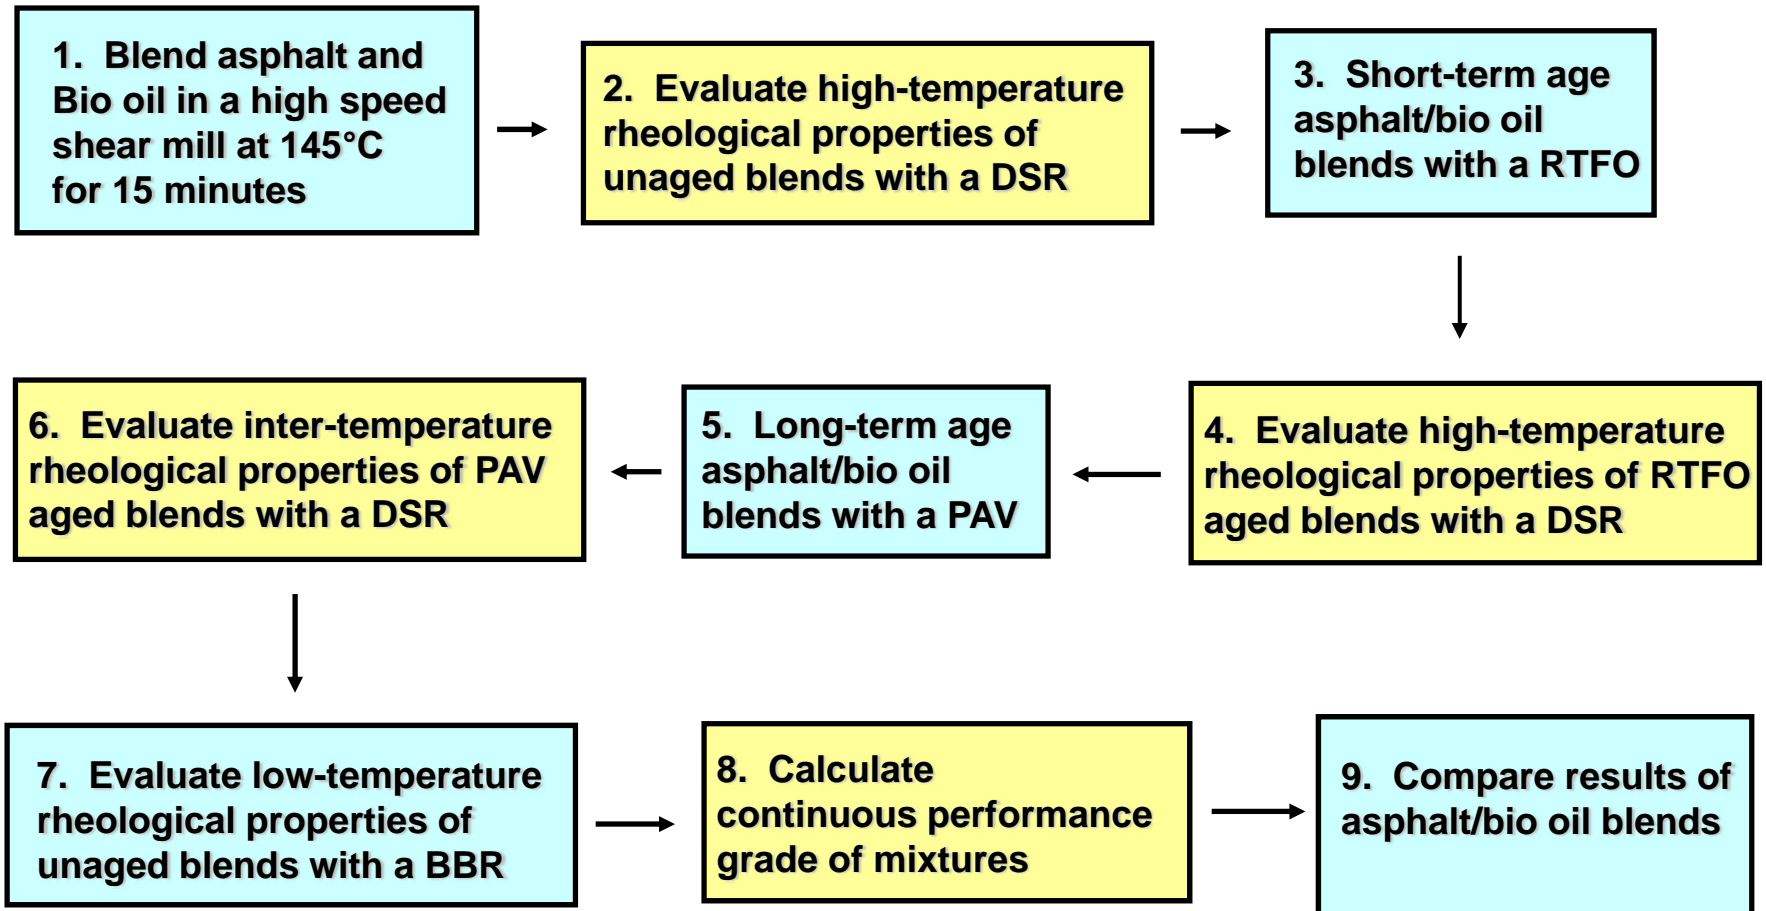 1. Blend asphalt and
Bio oil in a high speed
shear mill at 145°C
for 15 minutes
2. Evaluate high-temperature
rheological properties of
unaged blends with a DSR
3. Short-term age
asphalt/bio oil
blends with a RTFO
4. Evaluate high-temperature
rheological properties of RTFO
aged blends with a DSR
5. Long-term age
asphalt/bio oil
blends with a PAV
6. Evaluate inter-temperature
rheological properties of PAV
aged blends with a DSR
7. Evaluate low-temperature
rheological properties of
unaged blends with a BBR
8. Calculate
continuous performance
grade of mixtures
9. Compare results of
asphalt/bio oil blends